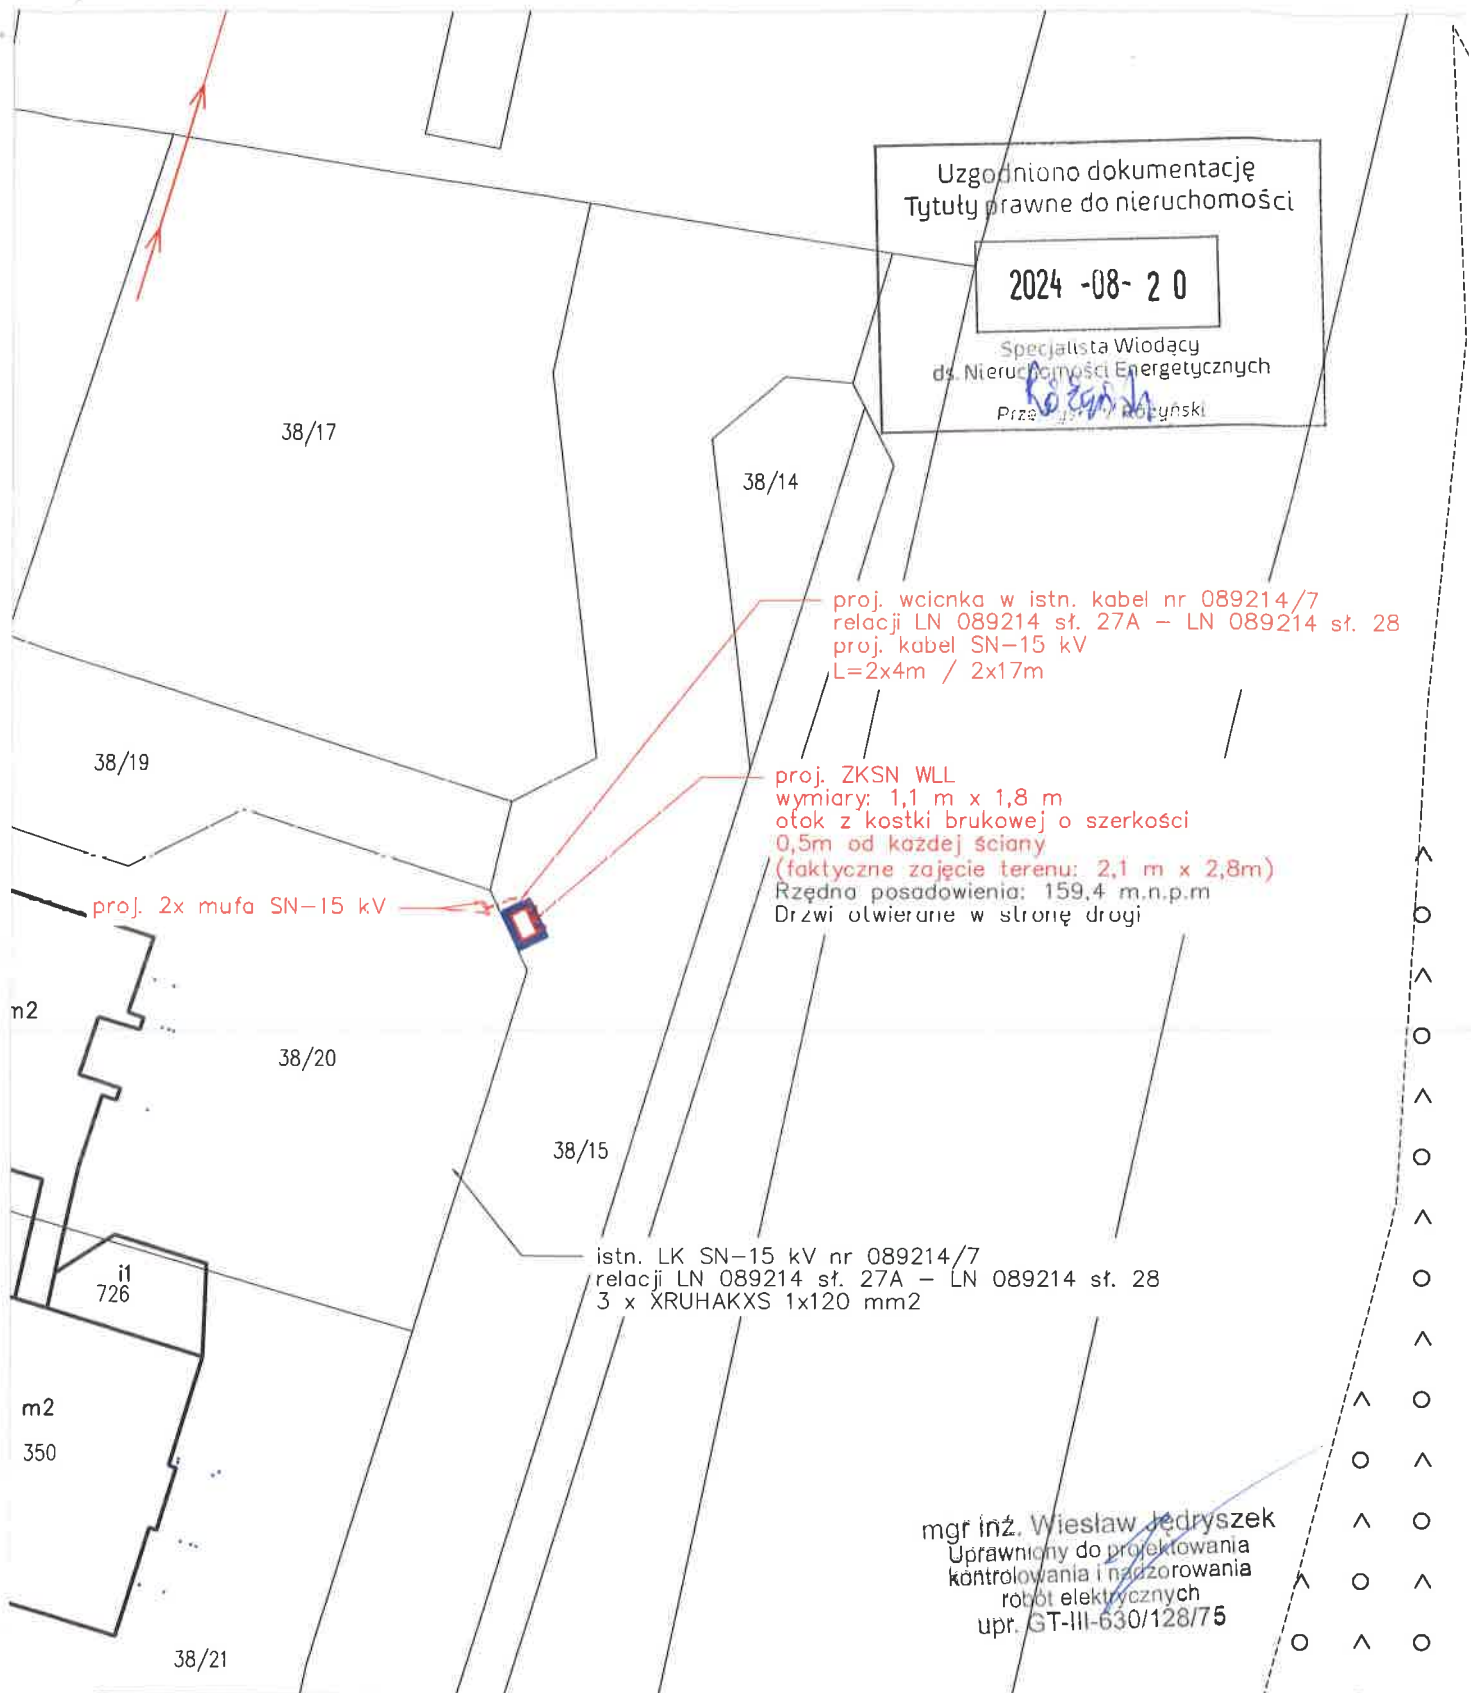 Uzgodniono dokumentację
Tytuły prawne do nieruchomości
2024 -08- 20
Specjalista Wiodący
ds. Nieruchomości Energetycznych
Różyński
38/17
38/14
proj. wcicnka w istn. kabel nr 089214/7
relacji LN 089214 sł. 27A – LN 089214 sł. 28
proj. kabel SN–15 kV
L=2x4m / 2x17m
38/19
proj. ZKSN WLL
wymiary: 1,1 m x 1,8 m
otok z kostki brukowej o szerkości
0,5m od każdej ściany
(faktyczne zajęcie terenu: 2,1 m x 2,8m)
Rzędna posadowienia: 159,4 m.n.p.m
Drzwi otwierane w stronę drogi
proj. 2x mufa SN–15 kV
m2
38/20
38/15
istn. LK SN–15 kV nr 089214/7
relacji LN 089214 sł. 27A – LN 089214 sł. 28
3 x XRUHAKXS 1x120 mm2
i1
726
m2
350
mgr inż. Wiesław Jędryszek
Uprawniony do projektowania
kontrolowania i nadzorowania
robót elektrycznych
upr. GT-III-630/128/75
38/21